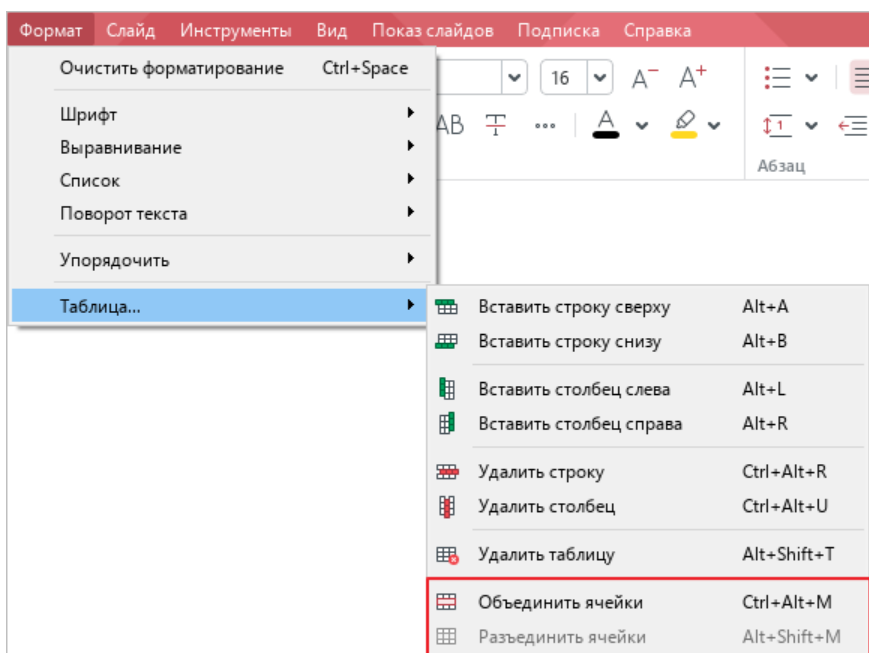 Формат Слайд Инструменты Вид Показ слайдов Подписка Справка
Очистить форматирование Ctrl+Space
16 A− A+
Шрифт
AB T A
Выравнивание
1
Список
Абзац
Поворот текста
Упорядочить
Таблица...
Вставить строку сверху Alt+A
Вставить строку снизу Alt+B
Вставить столбец слева Alt+L
Вставить столбец справа Alt+R
Удалить строку Ctrl+Alt+R
Удалить столбец Ctrl+Alt+U
Удалить таблицу Alt+Shift+T
Объединить ячейки Ctrl+Alt+M
Разъединить ячейки Alt+Shift+M